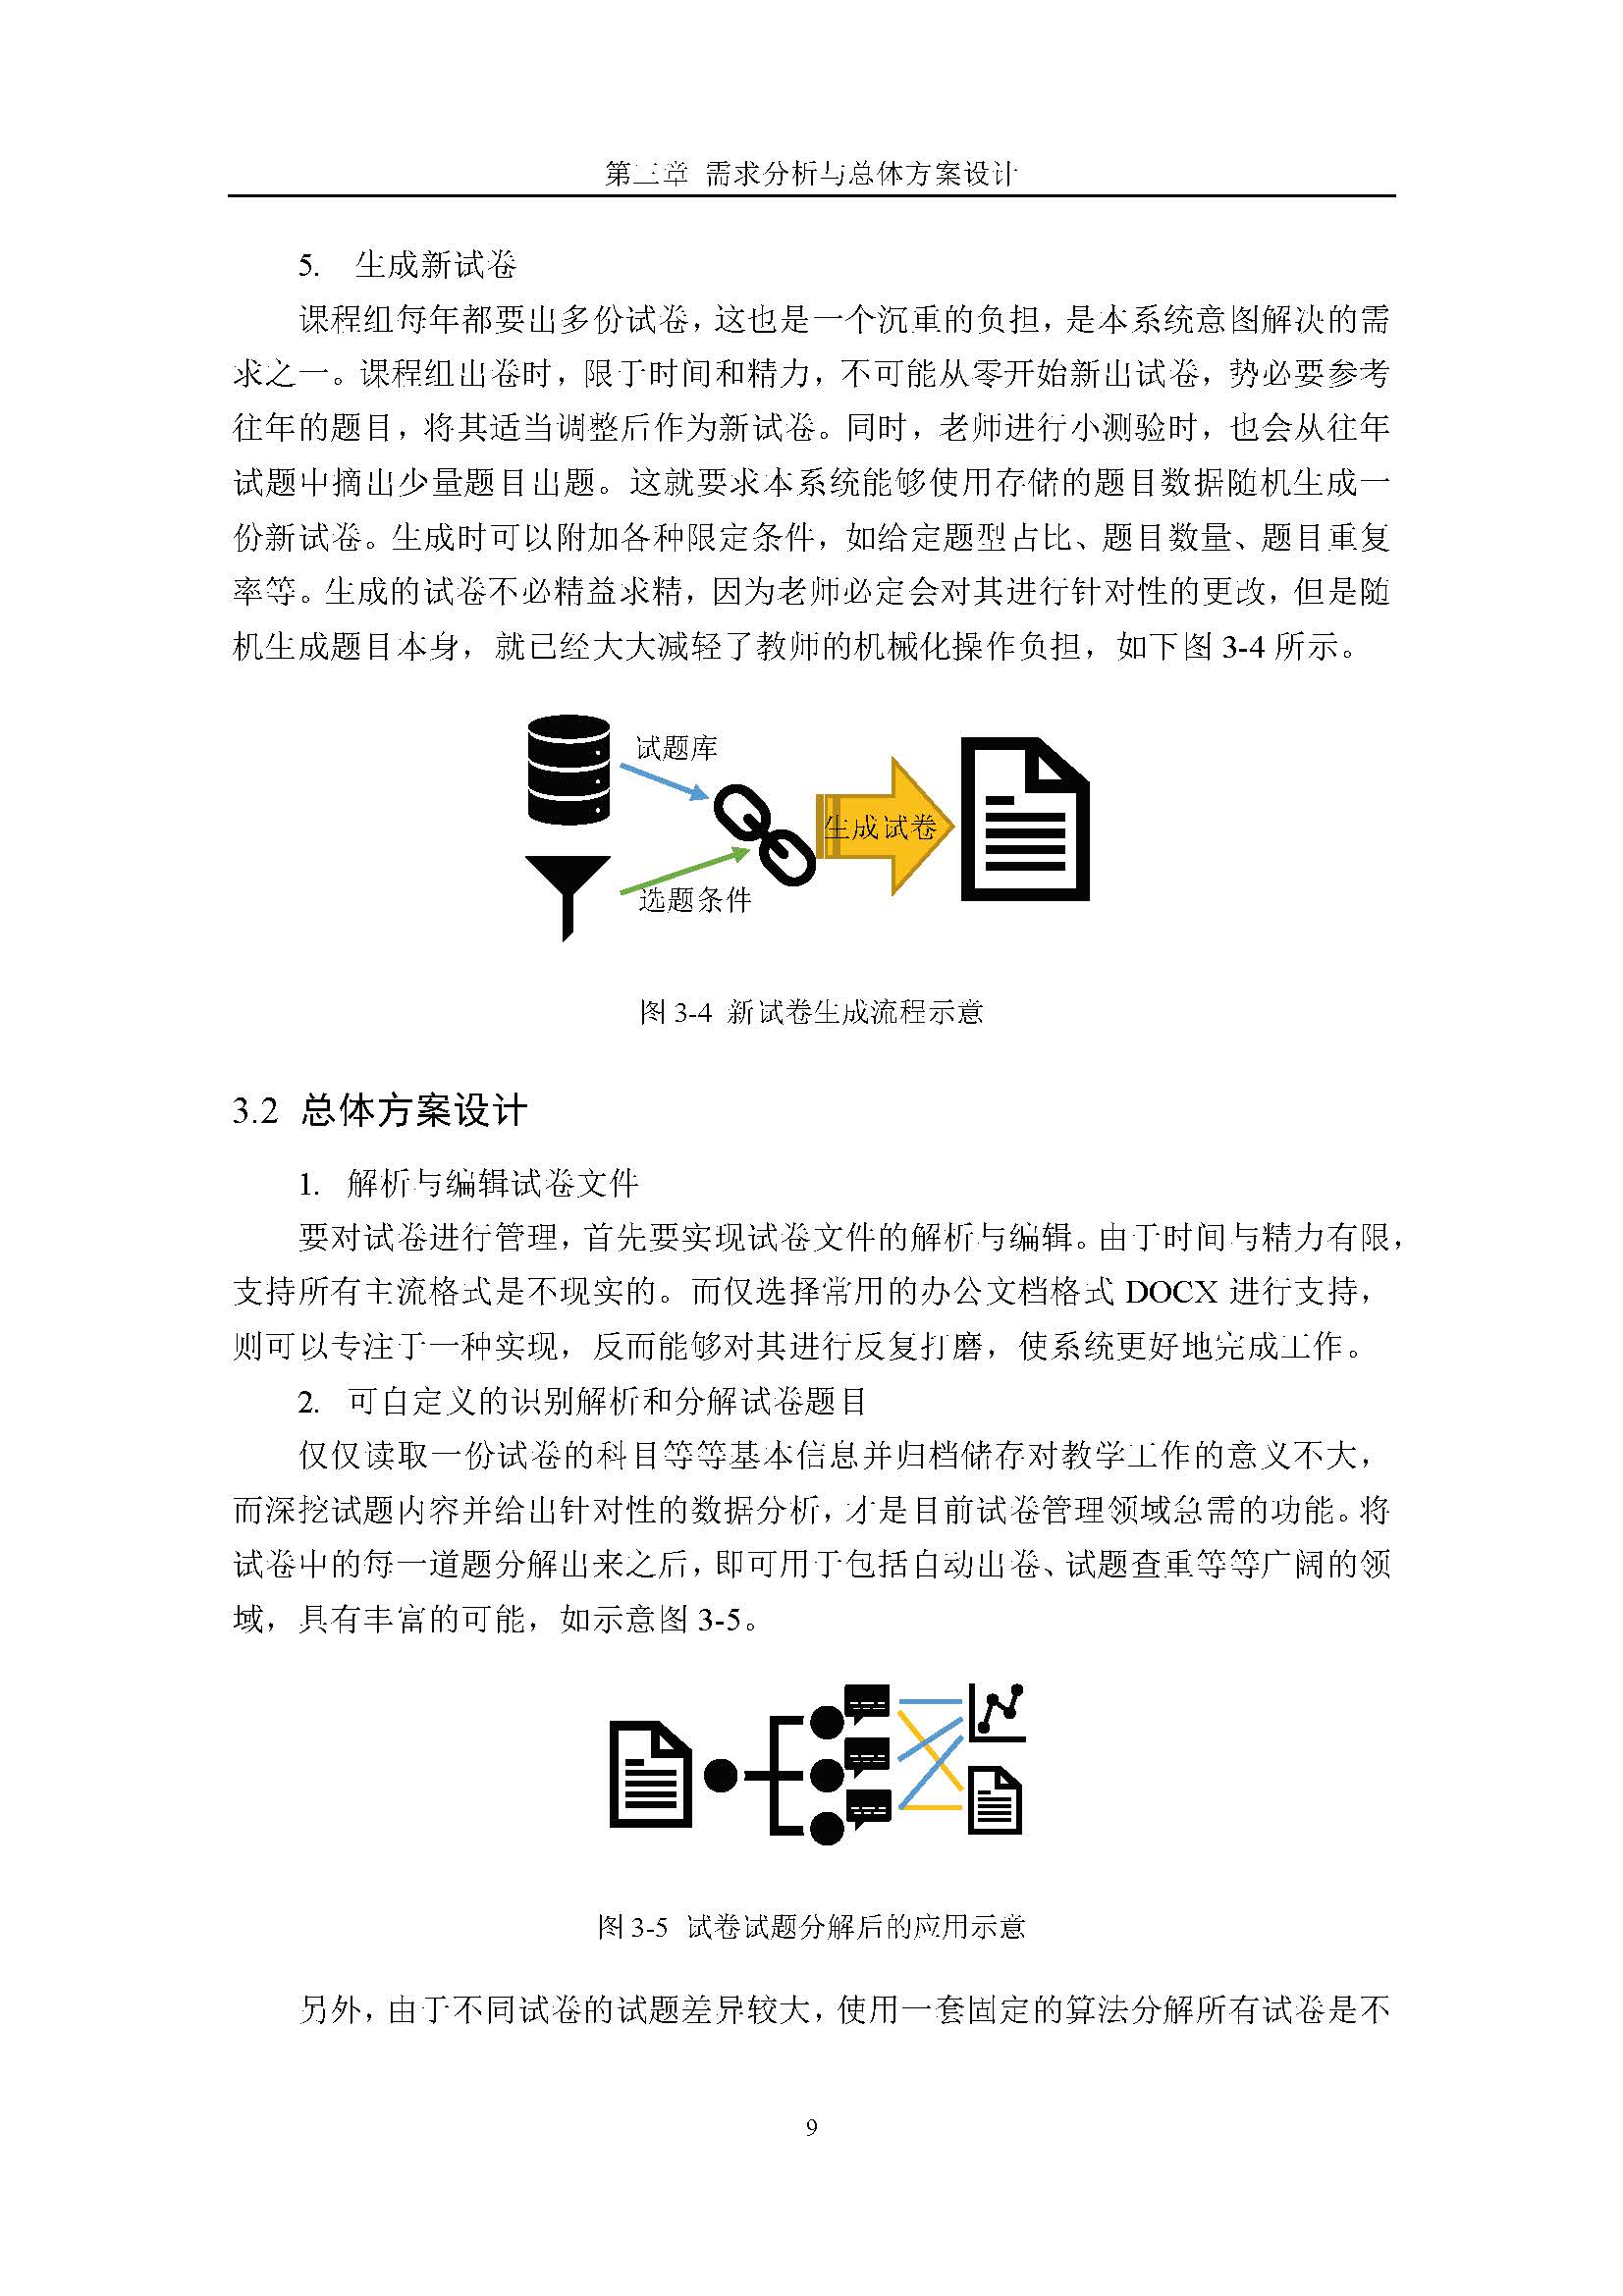 第三章 需求分析与总体方案设计
5. 生成新试卷
课程组每年都要出多份试卷，这也是一个沉重的负担，是本系统意图解决的需
求之一。课程组出卷时，限于时间和精力，不可能从零开始新出试卷，势必要参考
往年的题目，将其适当调整后作为新试卷。同时，老师进行小测验时，也会从往年
试题中摘出少量题目出题。这就要求本系统能够使用存储的题目数据随机生成一
份新试卷。生成时可以附加各种限定条件，如给定题型占比、题目数量、题目重复
率等。生成的试卷不必精益求精，因为老师必定会对其进行针对性的更改，但是随
机生成题目本身，就已经大大减轻了教师的机械化操作负担，如下图 3-4 所示。
试题库
生成试卷
选题条件
图 3-4 新试卷生成流程示意
3.2 总体方案设计
1. 解析与编辑试卷文件
要对试卷进行管理，首先要实现试卷文件的解析与编辑。由于时间与精力有限，
支持所有主流格式是不现实的。而仅选择常用的办公文档格式 DOCX 进行支持，
则可以专注于一种实现，反而能够对其进行反复打磨，使系统更好地完成工作。
2. 可自定义的识别解析和分解试卷题目
仅仅读取一份试卷的科目等等基本信息并归档储存对教学工作的意义不大，
而深挖试题内容并给出针对性的数据分析，才是目前试卷管理领域急需的功能。将
试卷中的每一道题分解出来之后，即可用于包括自动出卷、试题查重等等广阔的领
域，具有丰富的可能，如示意图 3-5。
图 3-5 试卷试题分解后的应用示意
另外，由于不同试卷的试题差异较大，使用一套固定的算法分解所有试卷是不
9